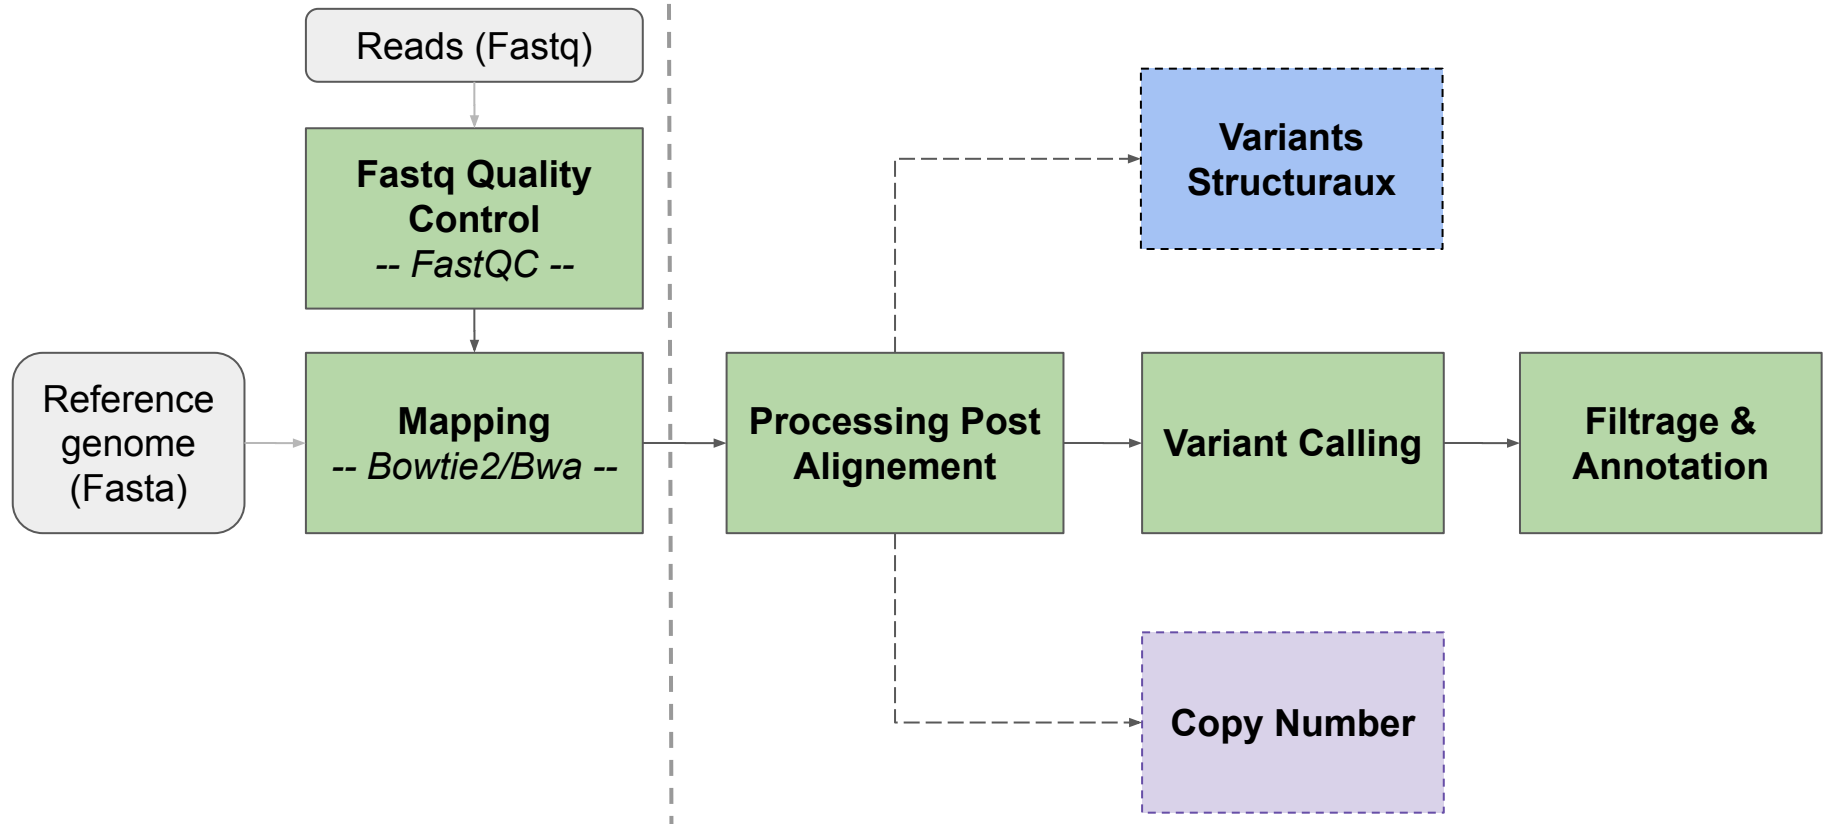 Reads (Fastq)
Fastq Quality
Control
-- FastQC --
Reference
genome
(Fasta)
Mapping
-- Bowtie2/Bwa --
Processing Post
Alignement
Variants
Structuraux
Variant Calling
Filtrage &
Annotation
Copy Number